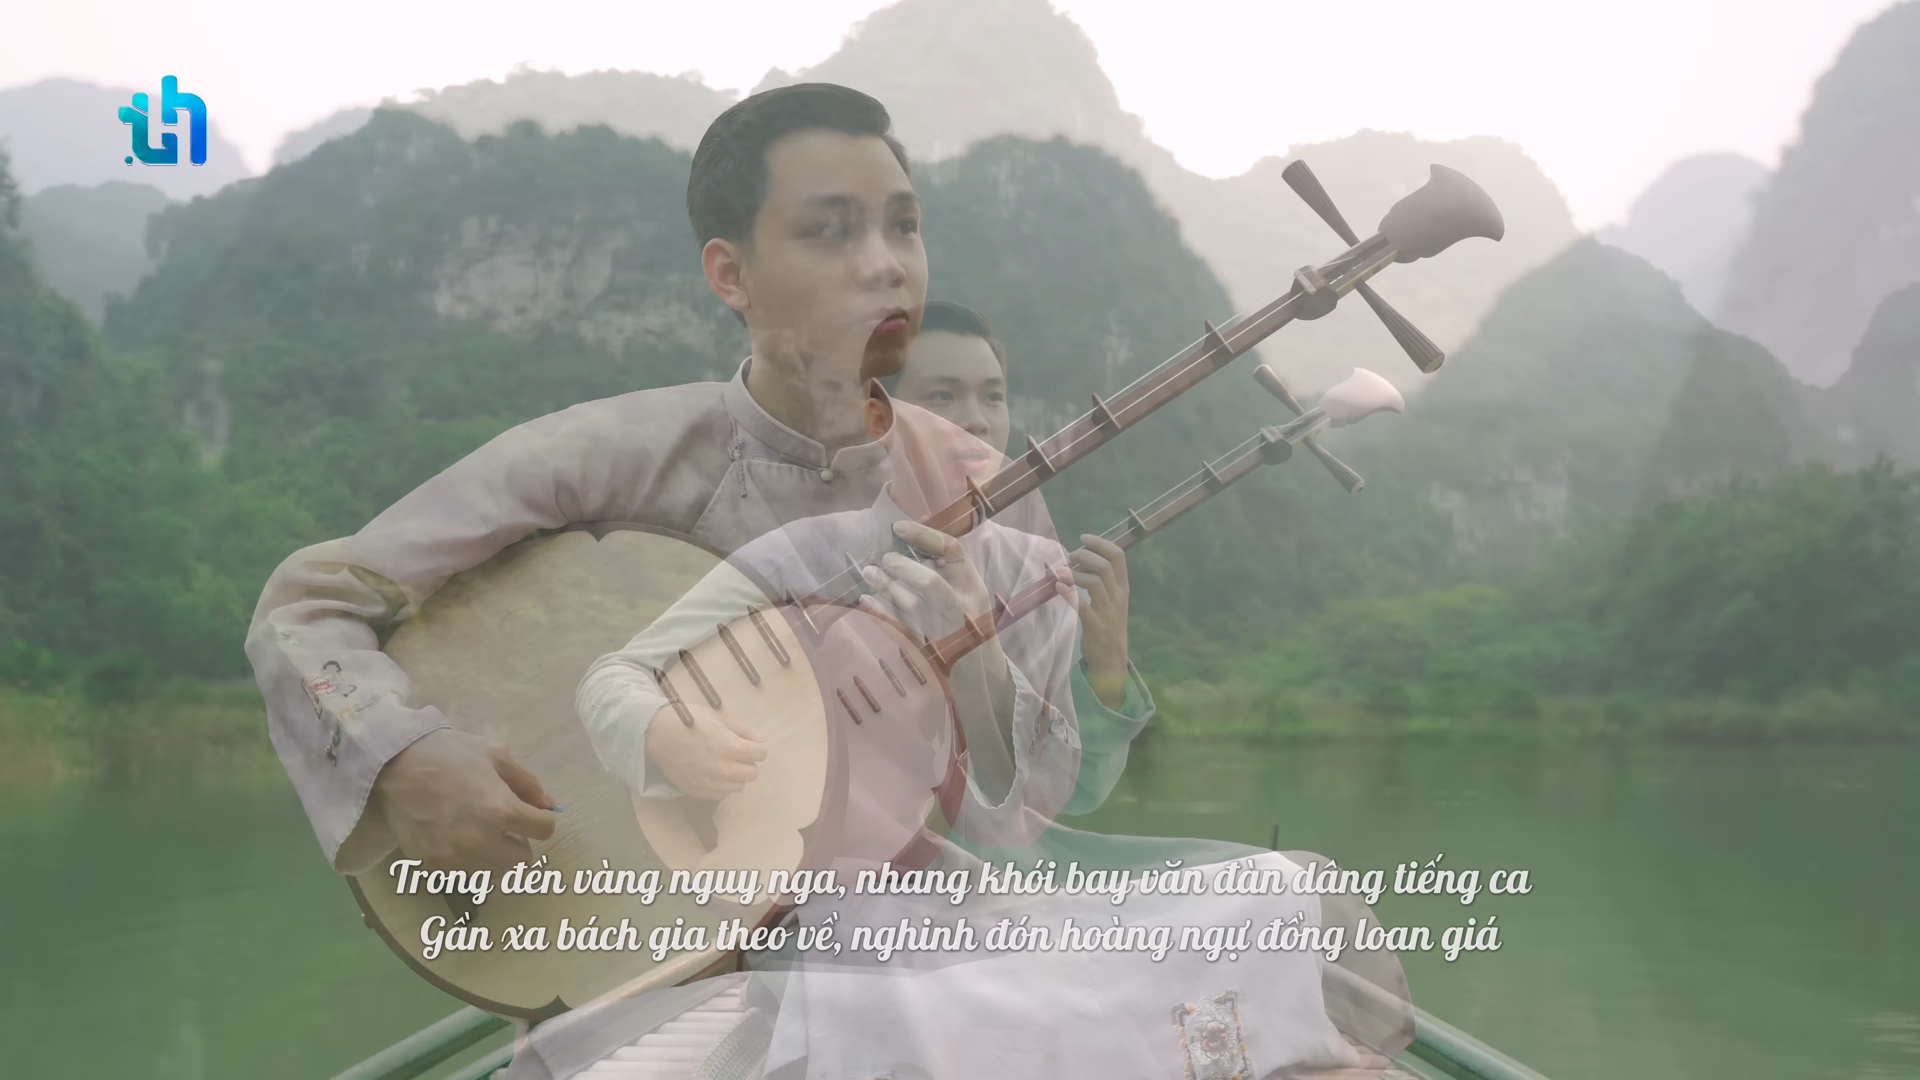 th
Trong đền vàng nguy nga, nhang khói bay văn đàn dâng tiếng ca
Gần xa bách gia theo về, nghinh đón hoàng ngự đồng loan giá